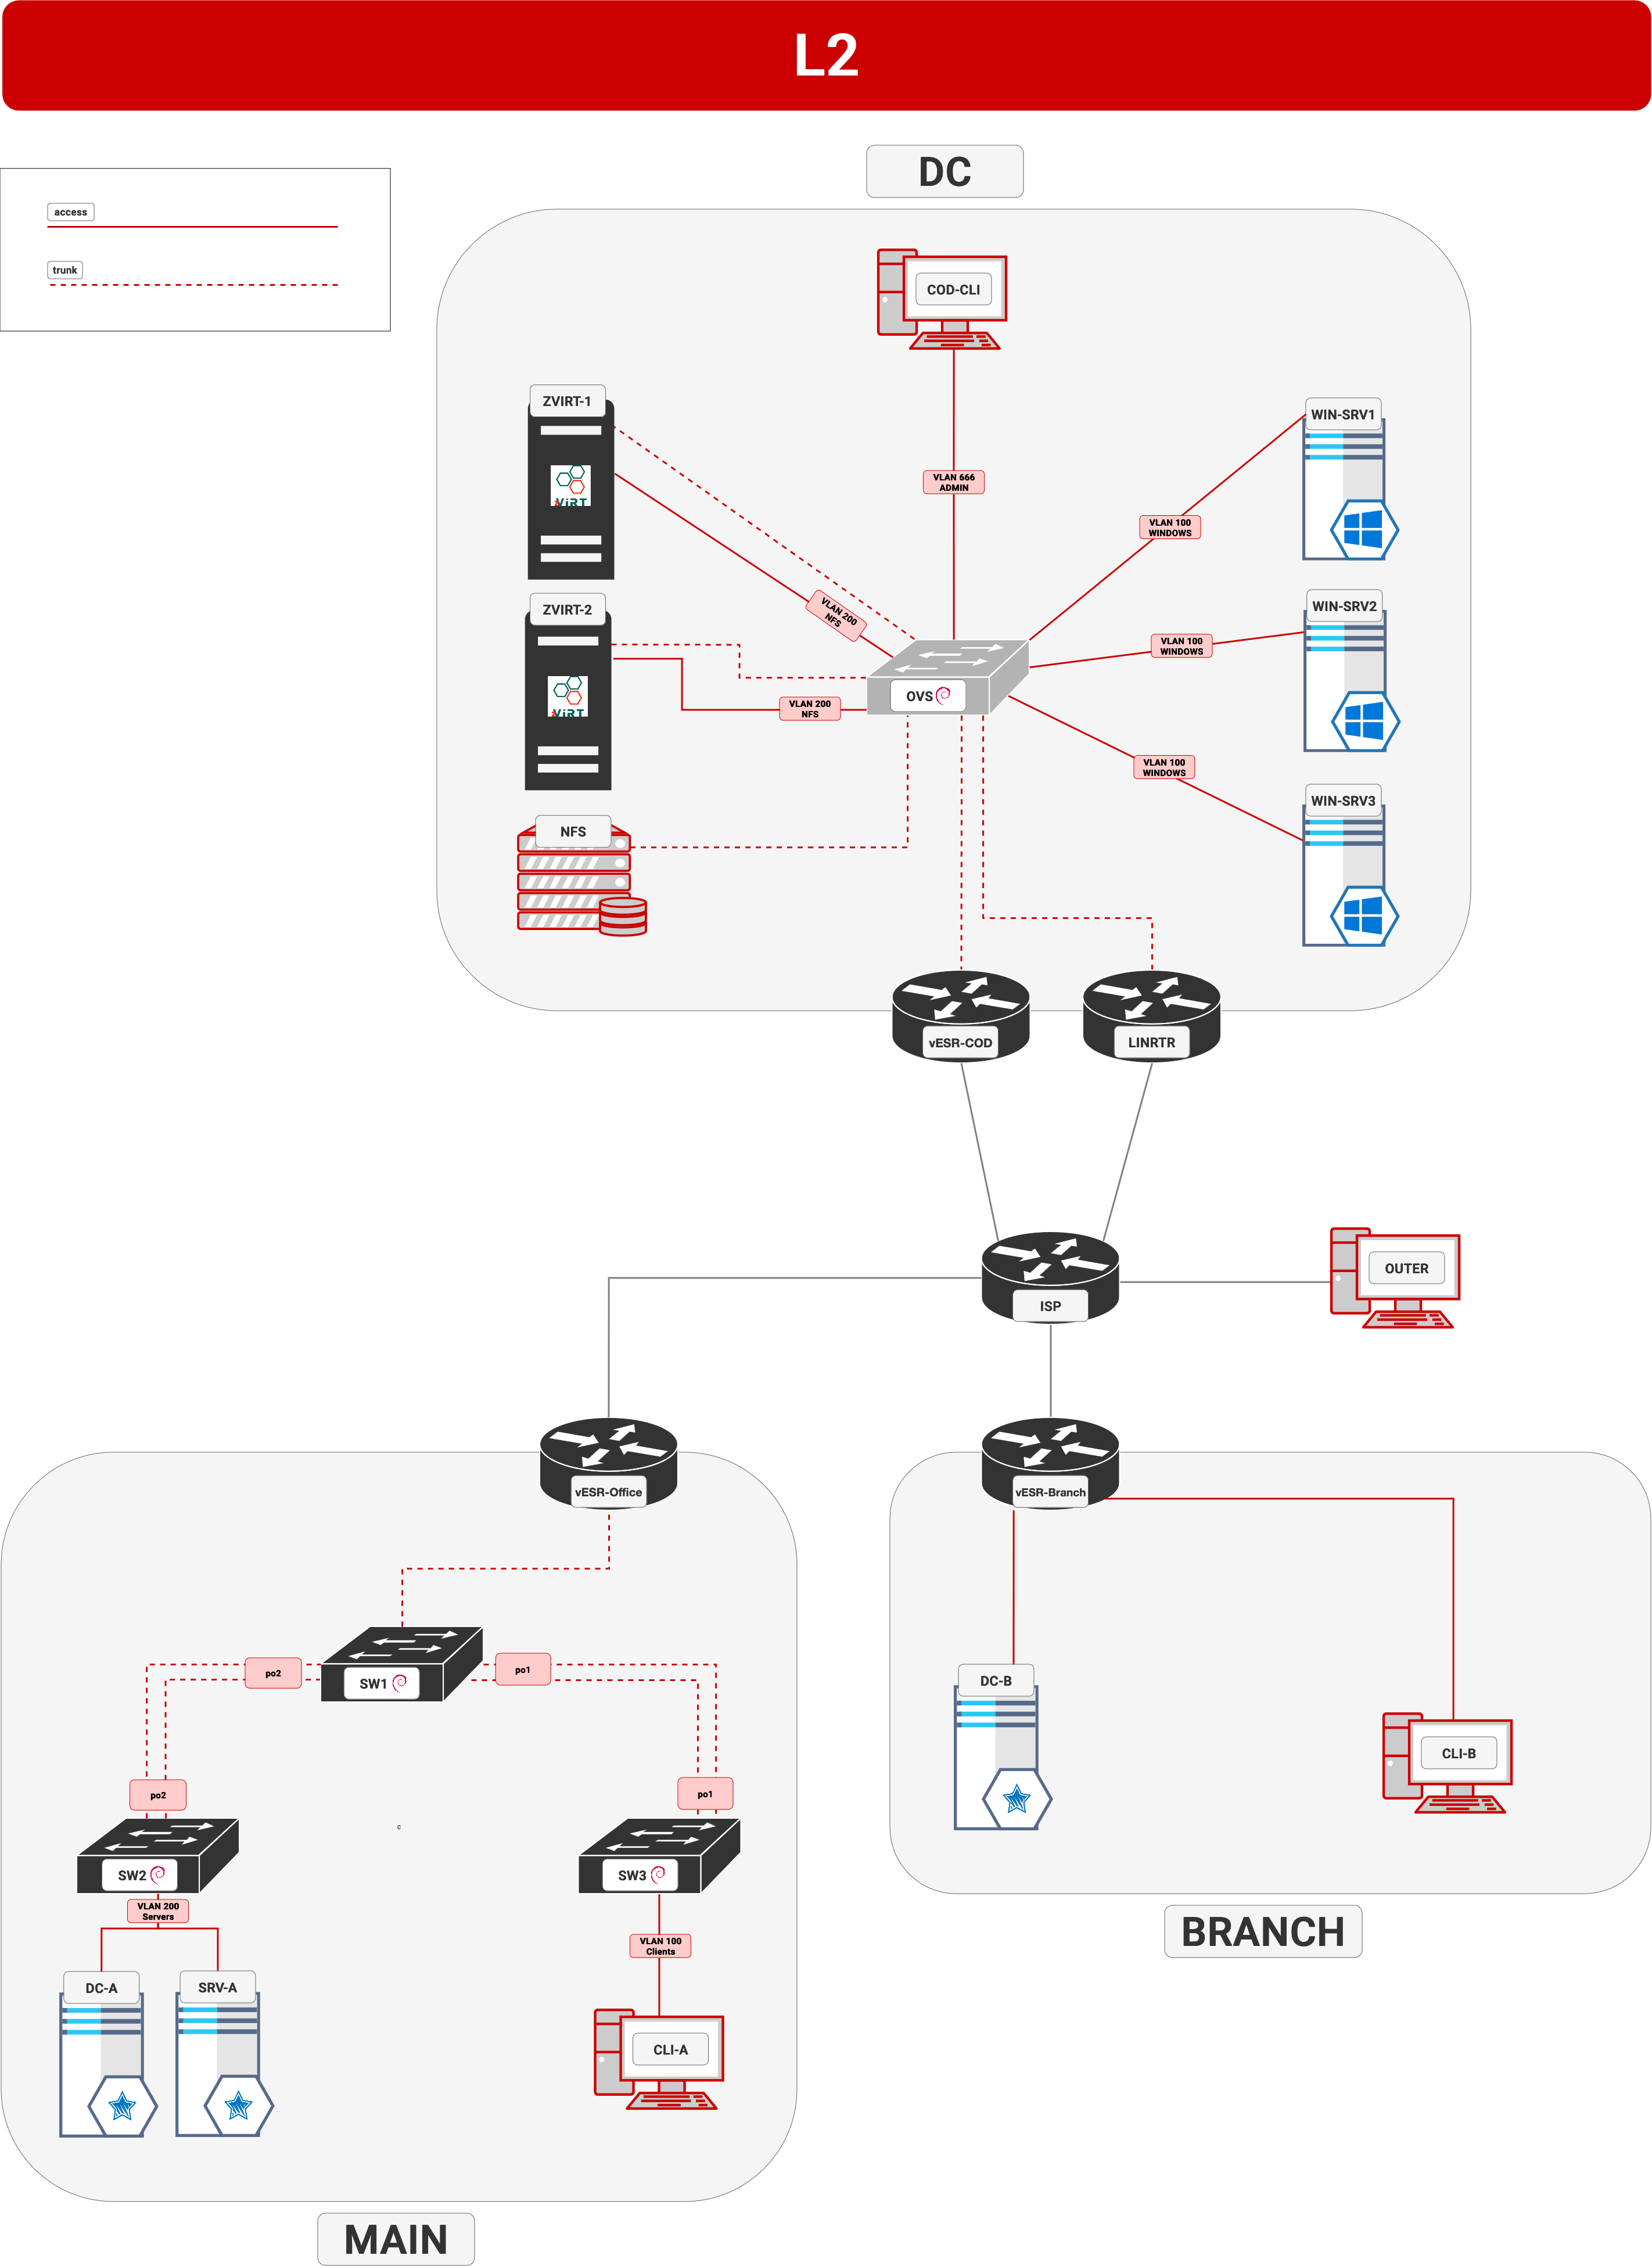 L2
DC
access
trunk
COD-CLI
ZVIRT-1
WIN-SRV1
VLAN 666
ADMIN
VLAN 100
WINDOWS
ZVIRT-2
WIN-SRV2
VLAN 200
NFS
VLAN 100
WINDOWS
OVS
VLAN 200
NFS
VLAN 100
WINDOWS
WIN-SRV3
NFS
vESR-COD
LINRTR
OUTER
ISP
vESR-Office
vESR-Branch
po2
po1
SW1
DC-B
CLI-B
po2
po1
c
SW2
SW3
VLAN 200
Servers
VLAN 100
Clients
BRANCH
DC-A
SRV-A
CLI-A
MAIN